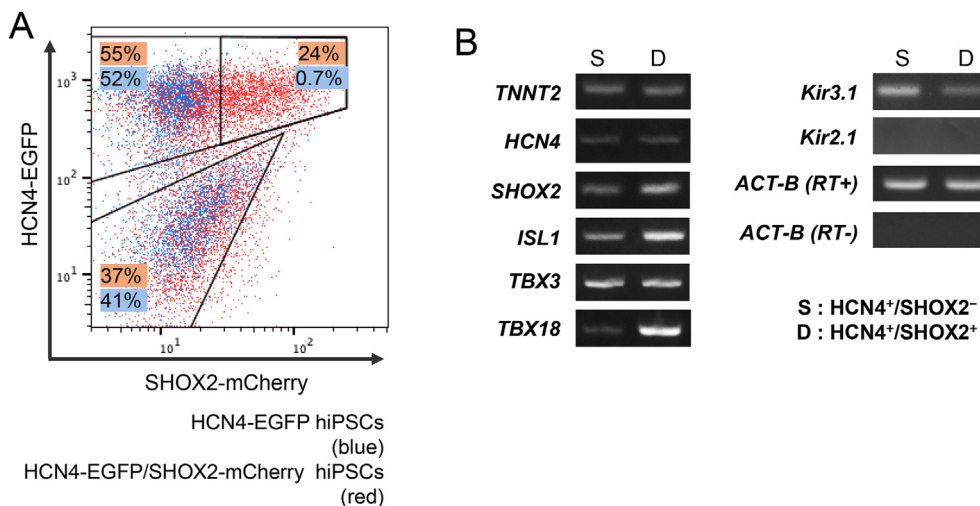 A
HCN4-EGFP
10³
10²
10¹
55%
52%
24%
0.7%
37%
41%
10¹
10²
SHOX2-mCherry
HCN4-EGFP hiPSCs
(blue)
HCN4-EGFP/SHOX2-mCherry hiPSCs
(red)
B
S D
TNNT2
HCN4
SHOX2
ISL1
TBX3
TBX18
S D
Kir3.1
Kir2.1
ACT-B (RT+)
ACT-B (RT-)
S : HCN4⁺/SHOX2⁻
D : HCN4⁺/SHOX2⁺